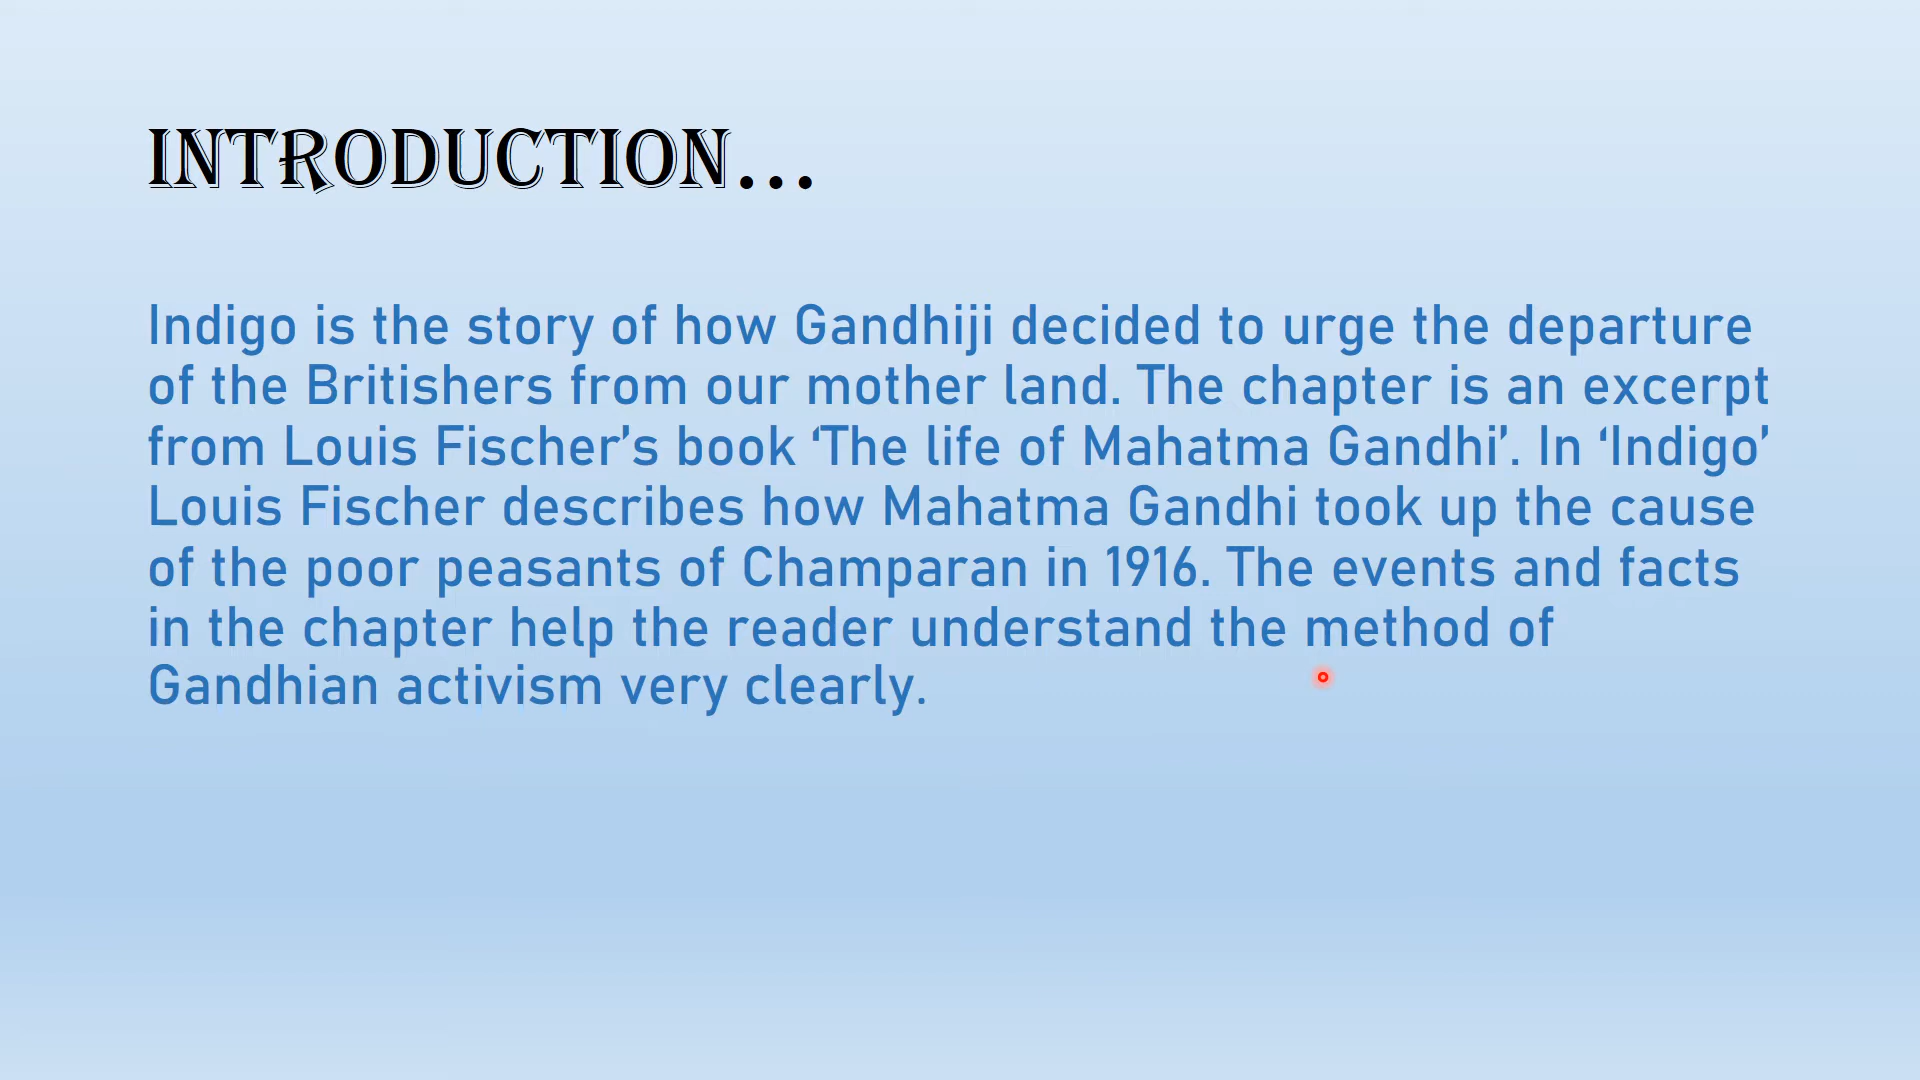 INTRODUCTION...
Indigo is the story of how Gandhiji decided to urge the departure
of the Britishers from our mother land. The chapter is an excerpt
from Louis Fischer’s book ‘The life of Mahatma Gandhi’. In ‘Indigo’
Louis Fischer describes how Mahatma Gandhi took up the cause
of the poor peasants of Champaran in 1916. The events and facts
in the chapter help the reader understand the method of
Gandhian activism very clearly.